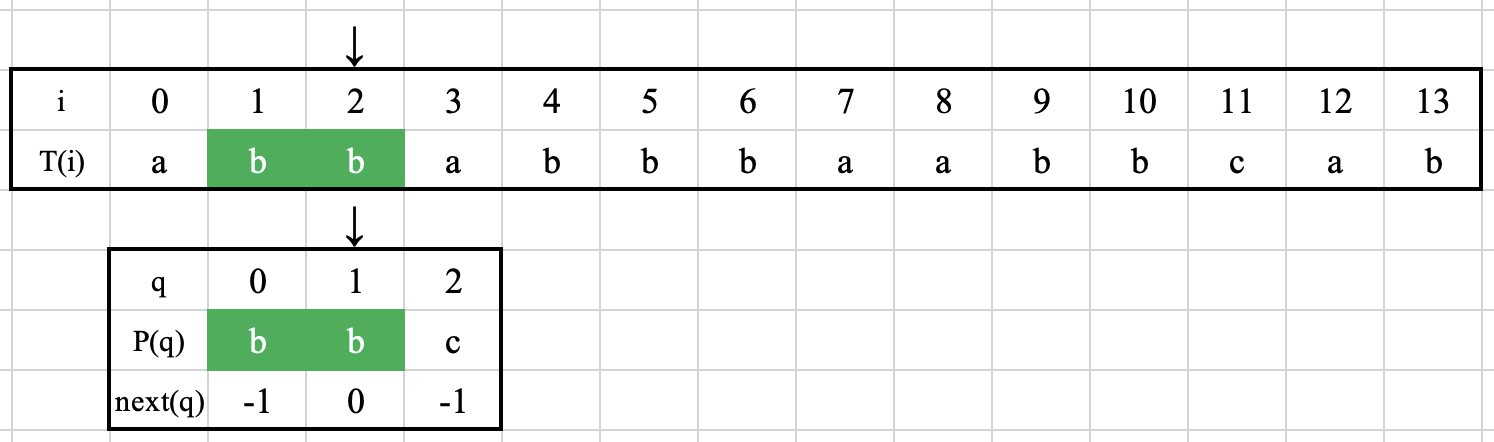 ↓
i 0 1 2 3 4 5 6 7 8 9 10 11 12 13
T(i) a b b a b b b a a b b c a b
↓
q 0 1 2
P(q) b b c
next(q) -1 0 -1